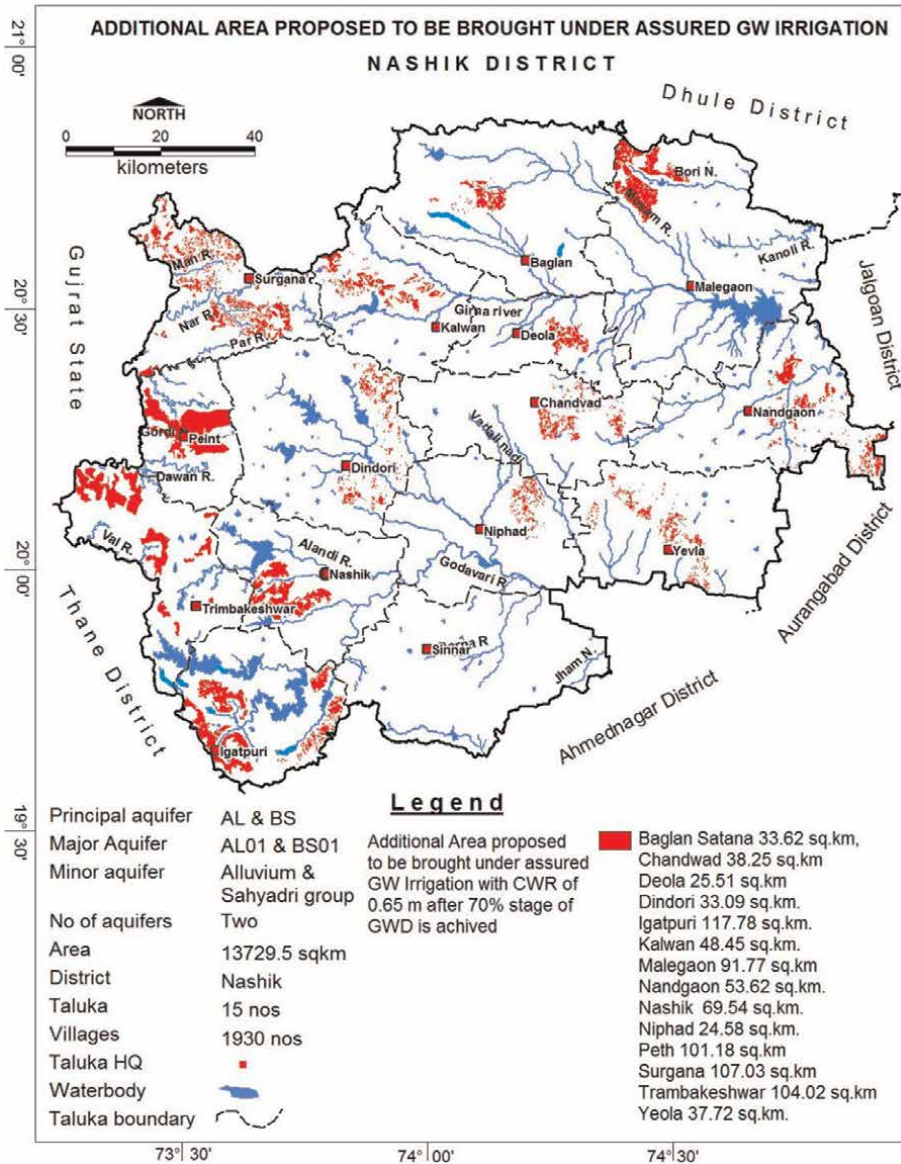 ADDITIONAL AREA PROPOSED TO BE BROUGHT UNDER ASSURED GW IRRIGATION
NASHIK DISTRICT
21°
00'
NORTH
0 20 40
kilometers
Dhule District
Bori N.
Mosam R.
Kanoli R.
Man R.
Surgana
Baglan
Malegaon
Gujrat State
Jalgoan District
20°
30'
Nar R.
Par R.
Girna river
Kalwan
Deola
Chandvad
Nandgaon
Gordi N.
Peint
Vadali nadi
Dawan R.
Dindori
Niphad
Yevla
Val R.
Alandi R.
Nashik
Godavari R.
Aurangabad District
20°
00'
Trimbakeshwar
Thane District
Sinnar
R
Jham N.
Ahmednagar District
Igatpuri
19°
30'
Legend
Principal aquifer AL & BS
Major Aquifer AL01 & BS01
Minor aquifer Alluvium &
Sahyadri group
No of aquifers Two
Area 13729.5 sqkm
District Nashik
Taluka 15 nos
Villages 1930 nos
Taluka HQ
Waterbody
Taluka boundary
Additional Area proposed
to be brought under assured
GW Irrigation with CWR of
0.65 m after 70% stage of
GWD is achived
Baglan Satana 33.62 sq.km,
Chandwad 38.25 sq.km
Deola 25.51 sq.km
Dindori 33.09 sq.km.
Igatpuri 117.78 sq.km
Kalwan 48.45 sq.km.
Malegaon 91.77 sq.km
Nandgaon 53.62 sq.km.
Nashik 69.54 sq.km.
Niphad 24.58 sq.km.
Peth 101.18 sq.km
Surgana 107.03 sq.km
Trambakeshwar 104.02 sq.km
Yeola 37.72 sq.km.
73° 30' 74° 00' 74° 30'